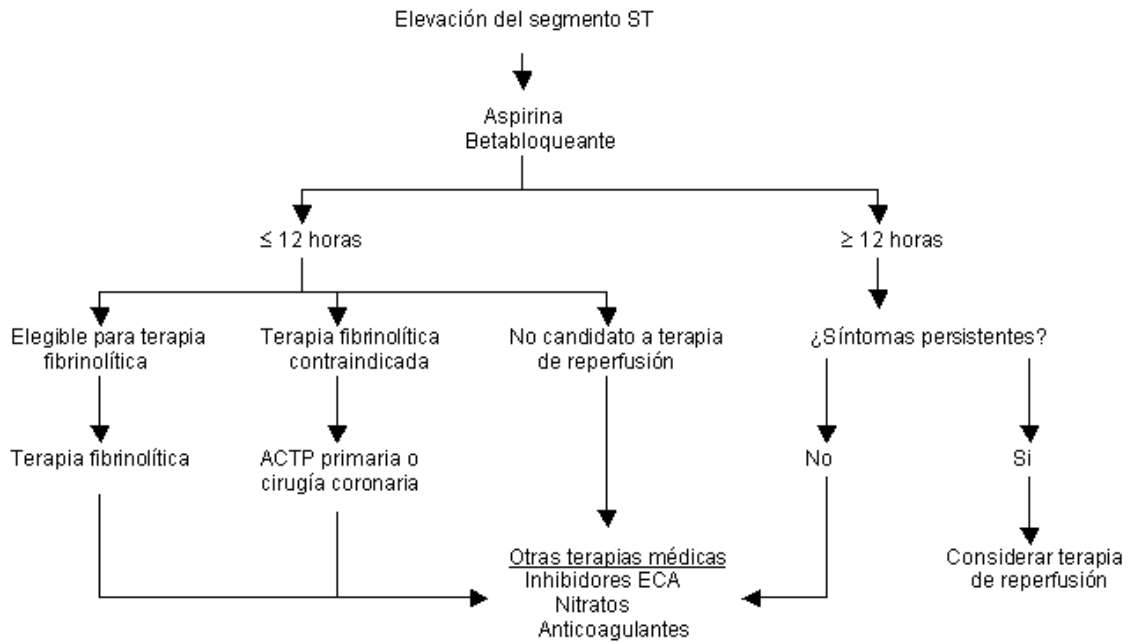 Elevación del segmento ST
Aspirina
Betabloqueante
≤ 12 horas
≥ 12 horas
Elegible para terapia
fibrinolítica
Terapia fibrinolítica
contraindicada
No candidato a terapia
de reperfusión
¿Síntomas persistentes?
Terapia fibrinolítica
ACTP primaria o
cirugía coronaria
No
Si
Otras terapias médicas
Inhibidores ECA
Nitratos
Anticoagulantes
Considerar terapia
de reperfusión